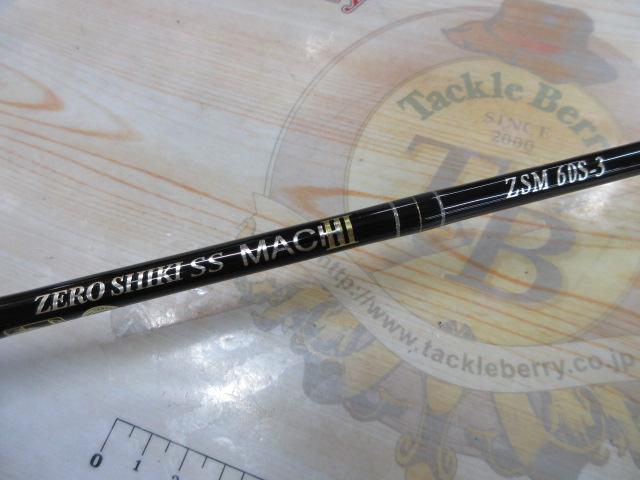 Tackle Berry
SINCE
2000
TB
ZSM 60S-3
ZERO SHIKI SS MACHIII
http://www.tackleberry.co.jp
0 1 2